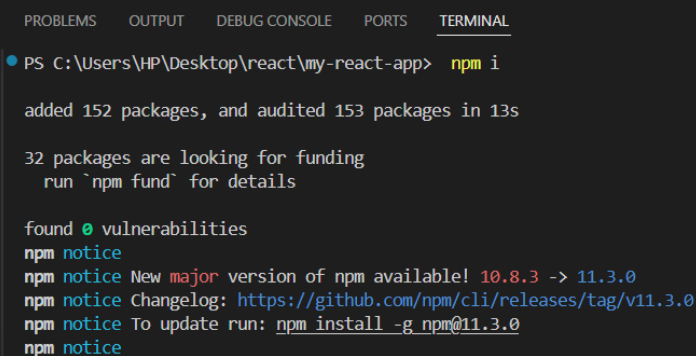 PROBLEMS OUTPUT DEBUG CONSOLE PORTS TERMINAL
PS C:\Users\HP\Desktop\react\my-react-app> npm i
added 152 packages, and audited 153 packages in 13s
32 packages are looking for funding
  run `npm fund` for details
found 0 vulnerabilities
npm notice
npm notice New major version of npm available! 10.8.3 -> 11.3.0
npm notice Changelog: https://github.com/npm/cli/releases/tag/v11.3.0
npm notice To update run: npm install -g npm@11.3.0
npm notice